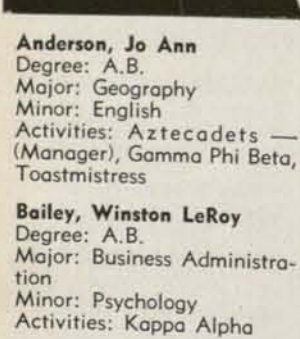 Anderson, Jo Ann
Degree: A.B.
Major: Geography
Minor: English
Activities: Aztecadets —
(Manager), Gamma Phi Beta,
Toastmistress
Bailey, Winston LeRoy
Degree: A.B.
Major: Business Administra-
tion
Minor: Psychology
Activities: Kappa Alpha